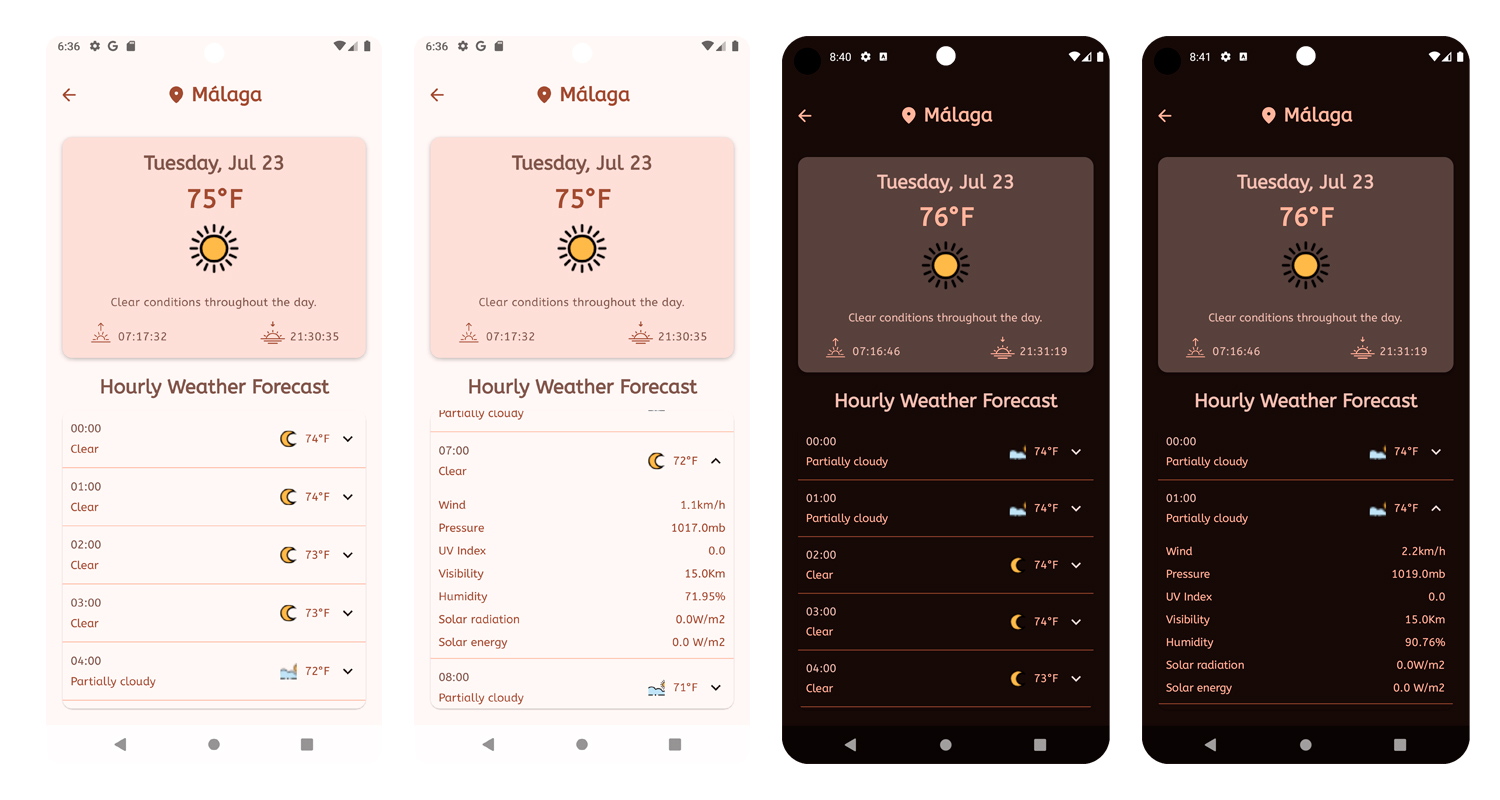 6:36
Málaga
Tuesday, Jul 23
75°F
Clear conditions throughout the day.
07:17:32 21:30:35
Hourly Weather Forecast
00:00
74°F
Clear
01:00
74°F
Clear
02:00
73°F
Clear
03:00
73°F
Clear
04:00
72°F
Partially cloudy
6:36
Málaga
Tuesday, Jul 23
75°F
Clear conditions throughout the day.
07:17:32 21:30:35
Hourly Weather Forecast
Partially cloudy
07:00
72°F
Clear
Wind 1.1km/h
Pressure 1017.0mb
UV Index 0.0
Visibility 15.0Km
Humidity 71.95%
Solar radiation 0.0W/m2
Solar energy 0.0 W/m2
08:00
71°F
Partially cloudy
8:40
Málaga
Tuesday, Jul 23
76°F
Clear conditions throughout the day.
07:16:46 21:31:19
Hourly Weather Forecast
00:00
74°F
Partially cloudy
01:00
74°F
Partially cloudy
02:00
74°F
Clear
03:00
74°F
Clear
04:00
73°F
Clear
8:41
Málaga
Tuesday, Jul 23
76°F
Clear conditions throughout the day.
07:16:46 21:31:19
Hourly Weather Forecast
00:00
74°F
Partially cloudy
01:00
74°F
Partially cloudy
Wind 2.2km/h
Pressure 1019.0mb
UV Index 0.0
Visibility 15.0Km
Humidity 90.76%
Solar radiation 0.0W/m2
Solar energy 0.0 W/m2